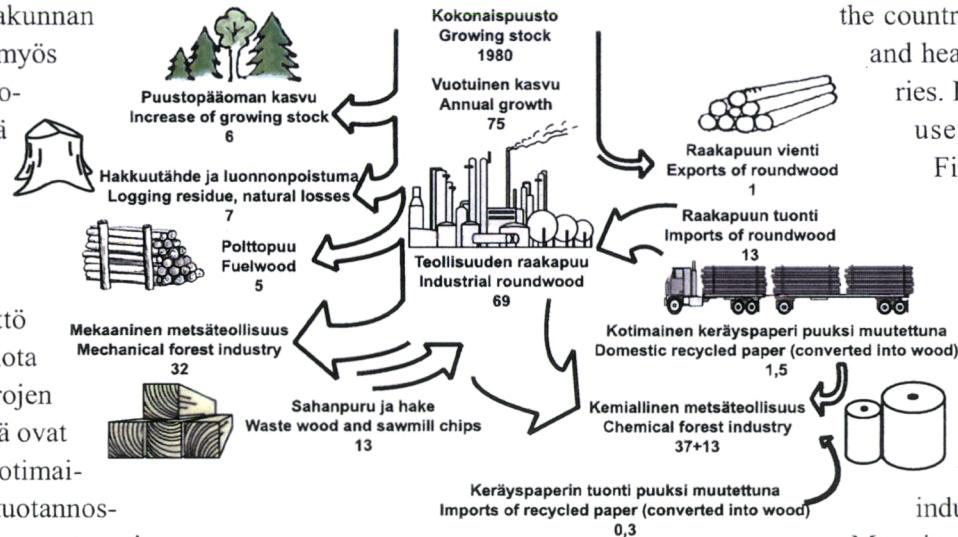 akunnan
myös
o-
ä
ttö
lota
rojen
ä ovat
otimai-
tuotannos-
Kokonaispuusto
Growing stock
1980
Vuotuinen kasvu
Annual growth
75
Puustopääoman kasvu
Increase of growing stock
6
Hakkuutähde ja luonnonpoistuma
Logging residue, natural losses
7
Polttopuu
Fuelwood
5
Teollisuuden raakapuu
Industrial roundwood
69
Raakapuun vienti
Exports of roundwood
1
Raakapuun tuonti
Imports of roundwood
13
Mekaaninen metsäteollisuus
Mechanical forest industry
32
Kotimainen keräyspaperi puuksi muutettuna
Domestic recycled paper (converted into wood)
1,5
Sahanpuru ja hake
Waste wood and sawmill chips
13
Kemiallinen metsäteollisuus
Chemical forest industry
37+13
Keräyspaperin tuonti puuksi muutettuna
Imports of recycled paper (converted into wood)
0,3
the countr
and hea
ries. I
use
Fi
indu